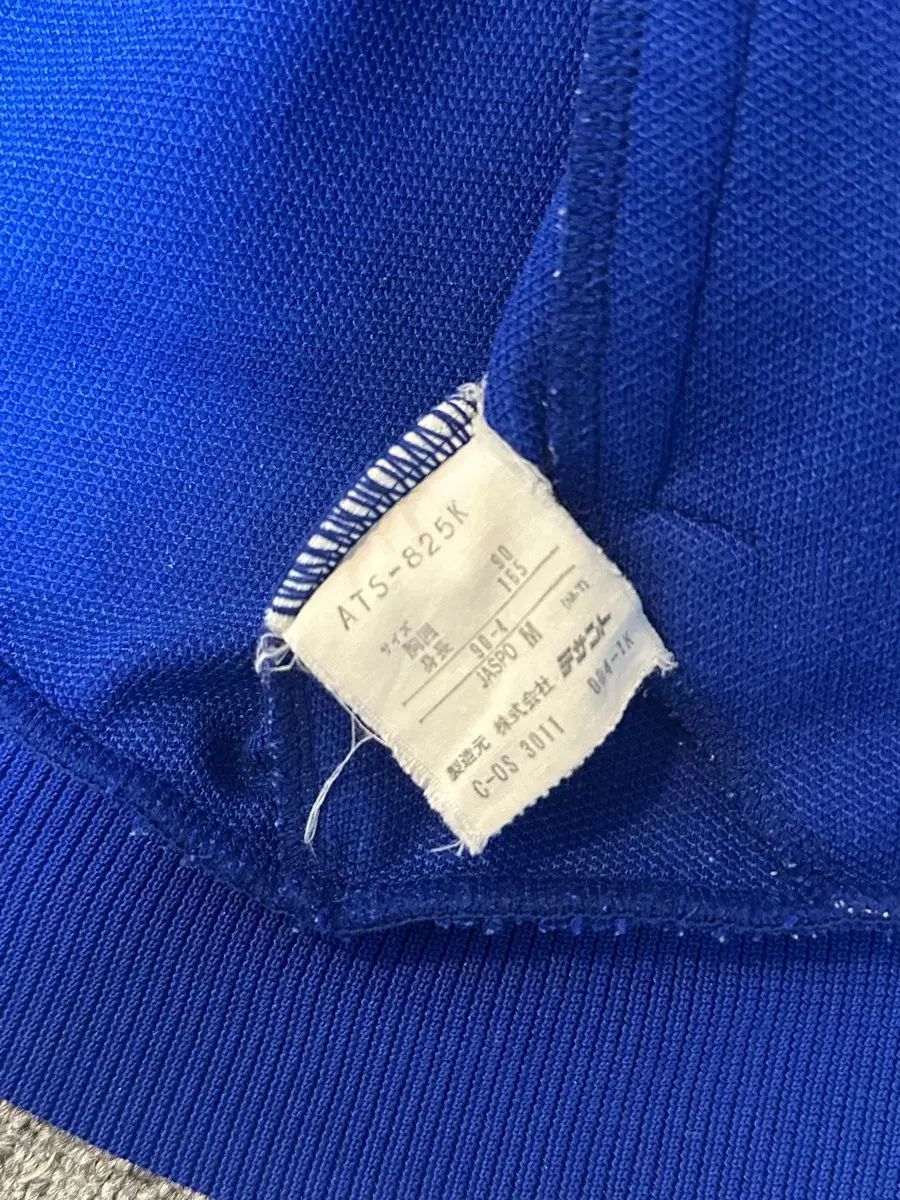 ATS-825K
サイズ
胸囲 90
身長 165
90-4
JASPO M
製造元 株式会社 デサント
C-OS 3011